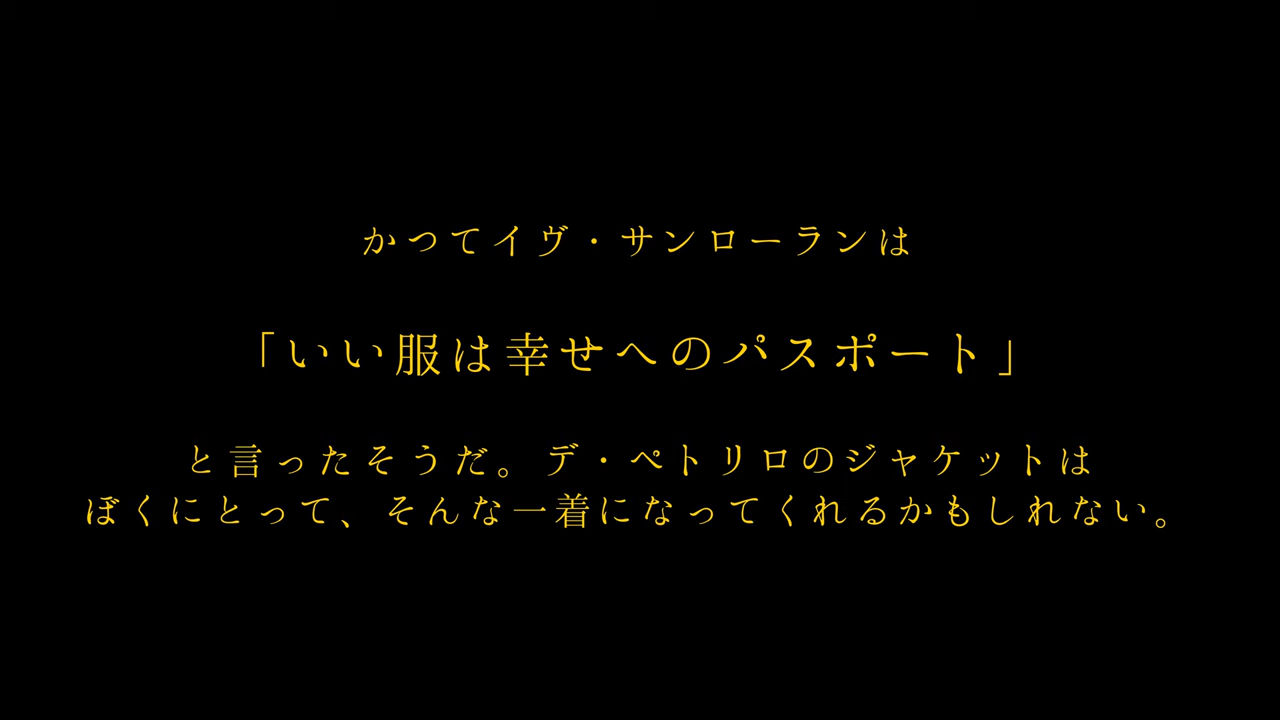 かつてイヴ・サンローランは
「いい服は幸せへのパスポート」
と言ったそうだ。デ・ペトリロのジャケットは
ぼくにとって、そんな一着になってくれるかもしれない。